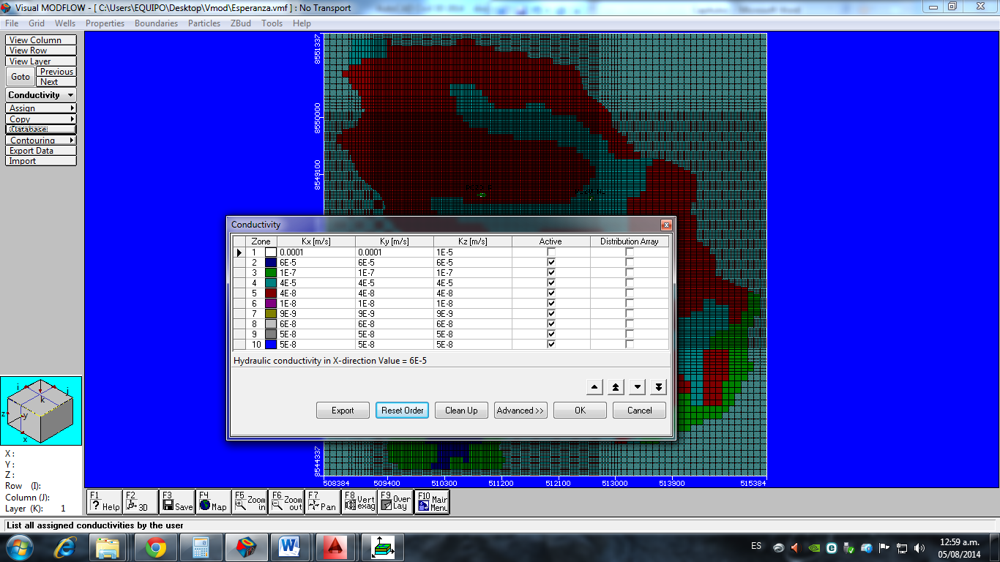 Visual MODFLOW - [ C:\Users\EQUIPO\Desktop\Vmod\Esperanza.vmf ] : No Transport
File Grid Wells Properties Boundaries Particles ZBud Tools Help
View Column
View Row
View Layer
Goto Previous
Next
Conductivity
Assign
Copy
Database
Contouring
Export Data
Import
8551337
8550000
8549100
8544337
508384 509400 510300 511200 512100 513000 513900 515384
Conductivity
Zone Kx [m/s] Ky [m/s] Kz [m/s] Active Distribution Array
1 0.0001 0.0001 1E-5
2 6E-5 6E-5 6E-5
3 1E-7 1E-7 1E-7
4 4E-5 4E-5 4E-5
5 4E-8 4E-8 4E-8
6 1E-8 1E-8 1E-8
7 9E-9 9E-9 9E-9
8 6E-8 6E-8 6E-8
9 5E-8 5E-8 5E-8
10 5E-8 5E-8 5E-8
Hydraulic conductivity in X-direction Value = 6E-5
Export Reset Order Clean Up Advanced >> OK Cancel
i j k
z y x
X :
Y :
Z :
Row (I):
Column (J):
Layer (K): 1
F1 Help F2 3D F3 Save F4 Map F5 Zoom in F6 Zoom out F7 Pan F8 Vert exag F9 Over Lay F10 Main Menu
List all assigned conductivities by the user
ES
12:59 a.m.
05/08/2014